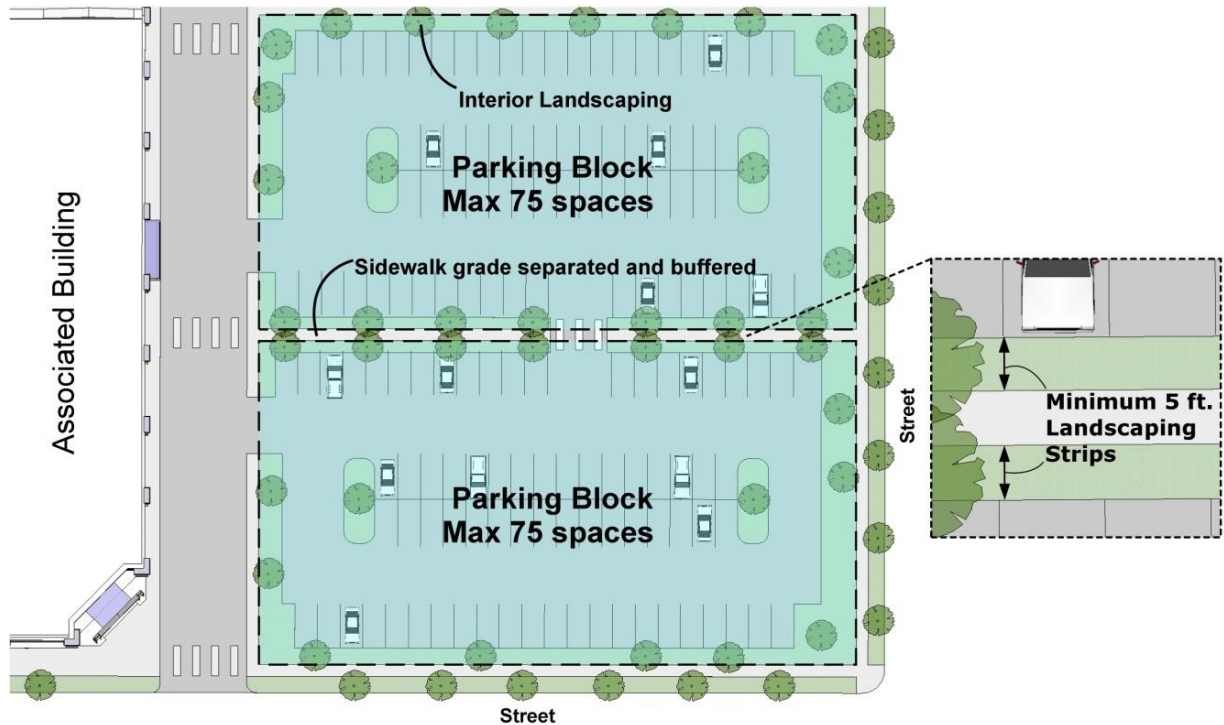 Interior Landscaping
Parking Block
Max 75 spaces
Associated Building
Sidewalk grade separated and buffered
Minimum 5 ft.
Landscaping
Strips
Street
Parking Block
Max 75 spaces
Street